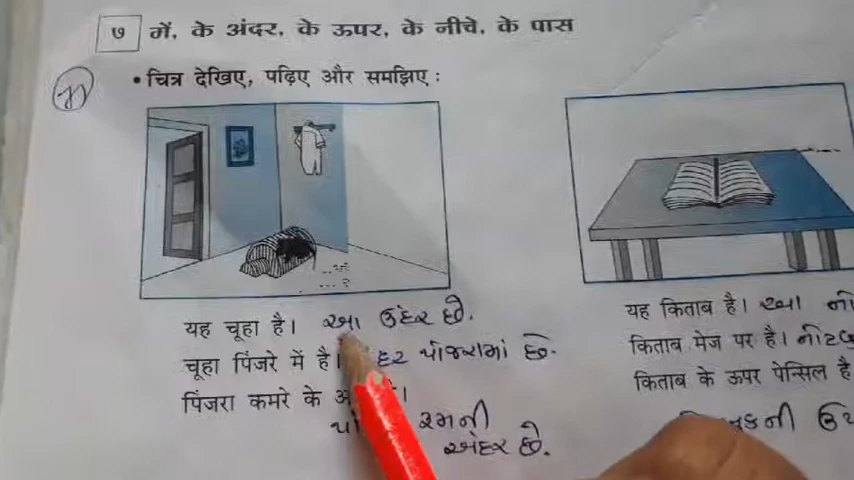 ७ में, के अंदर, के ऊपर, के नीचे, के पास
• चित्र देखिए, पढ़िए और समझिए :
यह चूहा है। આ ઉંદર છે.
चूहा पिंजरे में है। પાંજરામાં છે.
पिंजरा कमरे के
રૂમની
અંદર છે.
यह किताब है। આ
किताब मेज पर है।
किताब के ऊपर पेन्सिल है